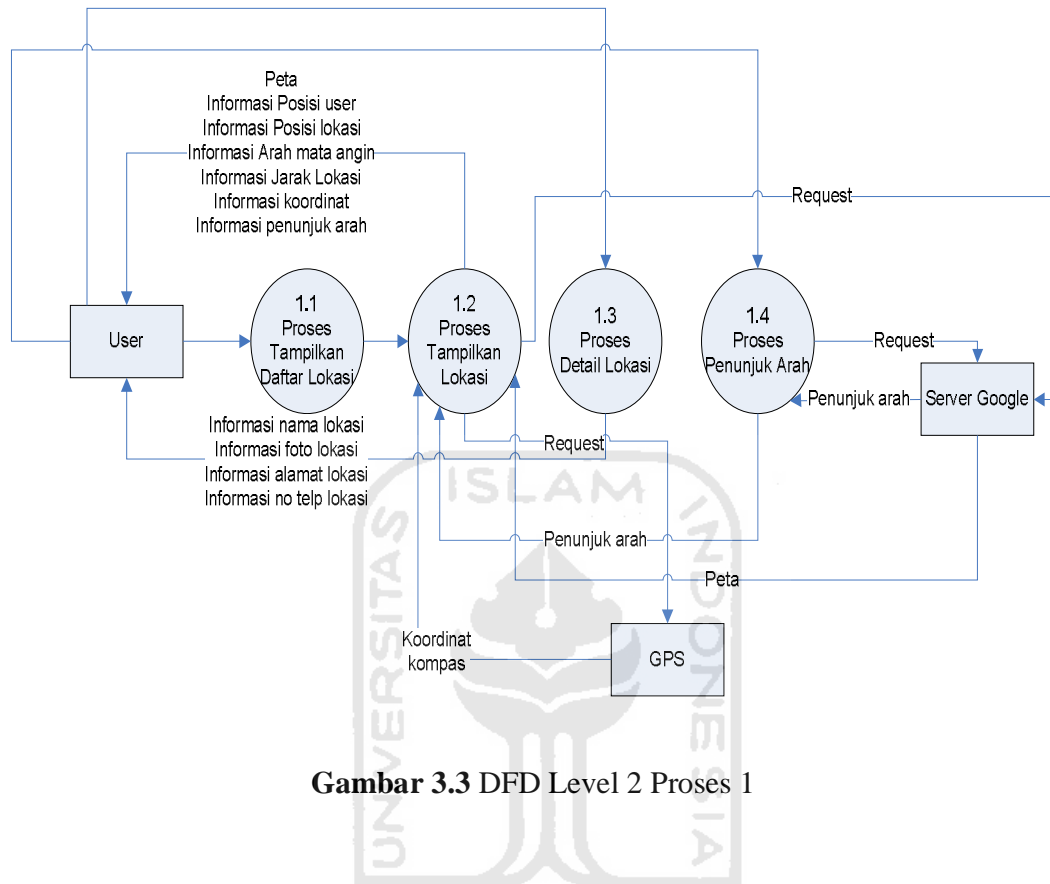 Peta
Informasi Posisi user
Informasi Posisi lokasi
Informasi Arah mata angin
Informasi Jarak Lokasi
Informasi koordinat
Informasi penunjuk arah
Request
User
1.1
Proses
Tampilkan
Daftar Lokasi
1.2
Proses
Tampilkan
Lokasi
1.3
Proses
Detail Lokasi
1.4
Proses
Penunjuk Arah
Request
Penunjuk arah
Server Google
Informasi nama lokasi
Informasi foto lokasi
Informasi alamat lokasi
Informasi no telp lokasi
Request
Penunjuk arah
Peta
Koordinat
kompas
GPS
ISLAM
UNIVERSITAS
INDONESIA
Gambar 3.3 DFD Level 2 Proses 1